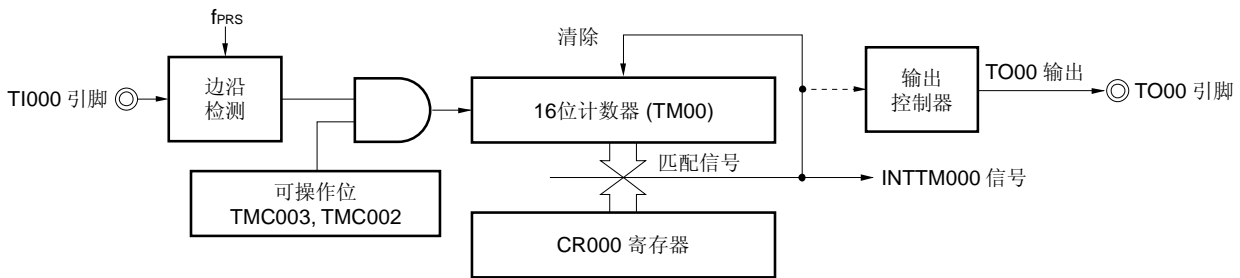 fPRS
清除
TI000 引脚
边沿
检测
16位计数器 (TM00)
输出
控制器
TO00 输出
TO00 引脚
匹配信号
INTTM000 信号
可操作位
TMC003, TMC002
CR000 寄存器